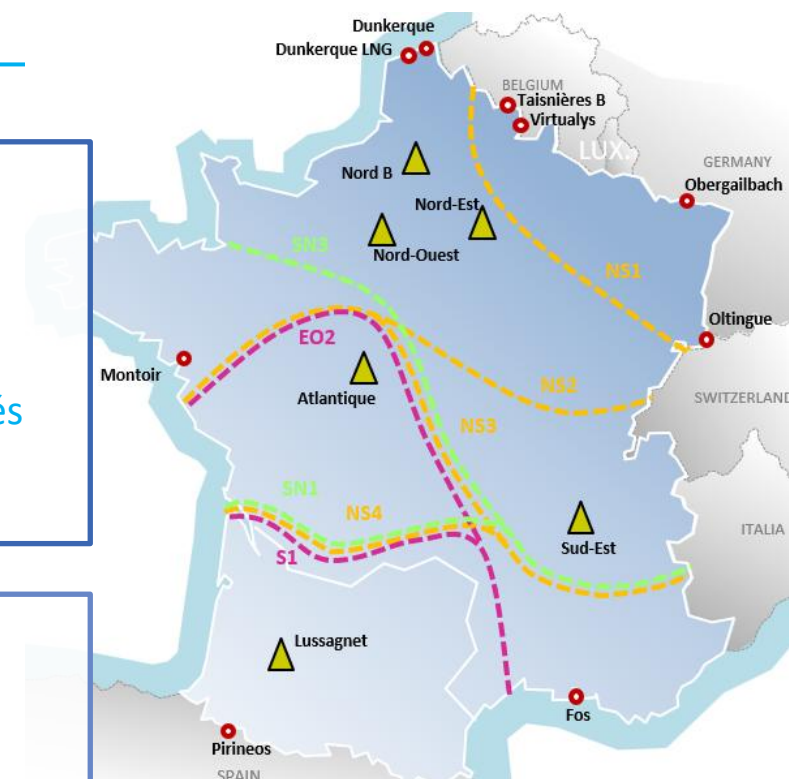 Dunkerque
Dunkerque LNG
BELGIUM
Taisnières B
Virtualys
LUX.
GERMANY
Nord B
Obergailbach
Nord-Est
SN3
Nord-Ouest
NS1
Oltingue
EO2
Montoir
NS2
Atlantique
SWITZERLAND
és
NS3
SN1
NS4
ITALIA
S1
Sud-Est
Lussagnet
Fos
Pirineos
SPAIN